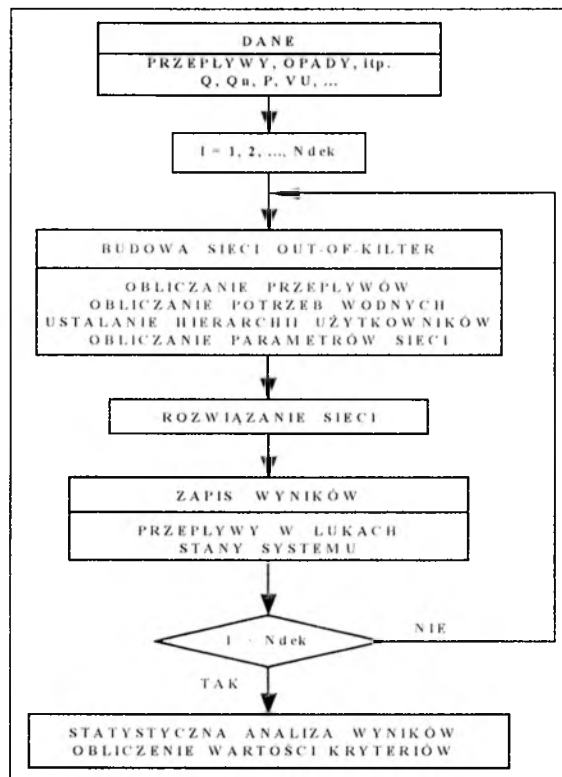 DANE
PRZEPŁYWY, OPADY, itp.
Q, Qn, P, VU, ...
I = 1, 2, ..., Ndek
BUDOWA SIECI OUT-OF-KILTER
OBLICZANIE PRZEPŁYWÓW
OBLICZANIE POTRZEB WODNYCH
USTALANIE HIERARCHII UŻYTKOWNIKÓW
OBLICZANIE PARAMETRÓW SIECI
ROZWIĄZANIE SIECI
ZAPIS WYNIKÓW
PRZEPŁYWY W ŁUKACH
STANY SYSTEMU
I Ndek
NIE
TAK
STATYSTYCZNA ANALIZA WYNIKÓW
OBLICZENIE WARTOŚCI KRYTERIÓW